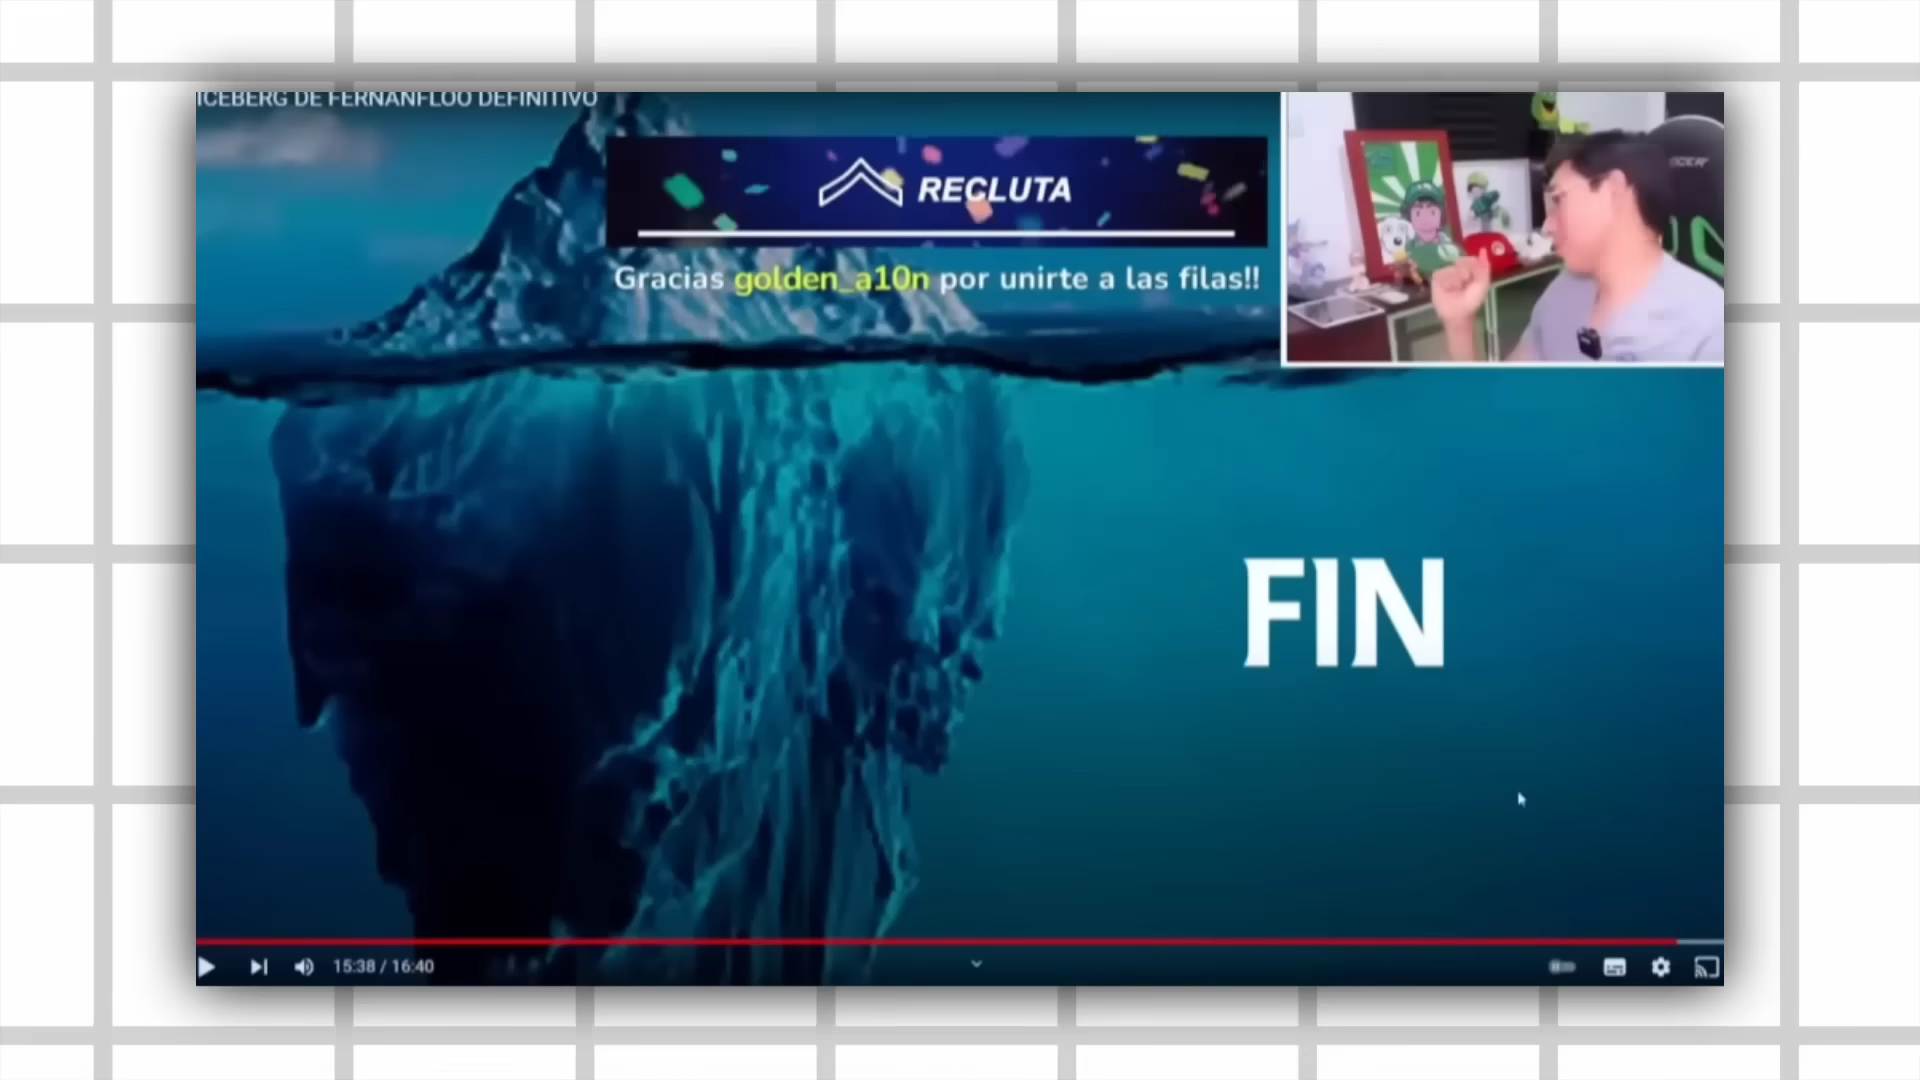 ICEBERG DE FERNANFLOO DEFINITIVO
RECLUTA
Gracias golden_a10n por unirte a las filas!!
FIN
15:38 / 16:40